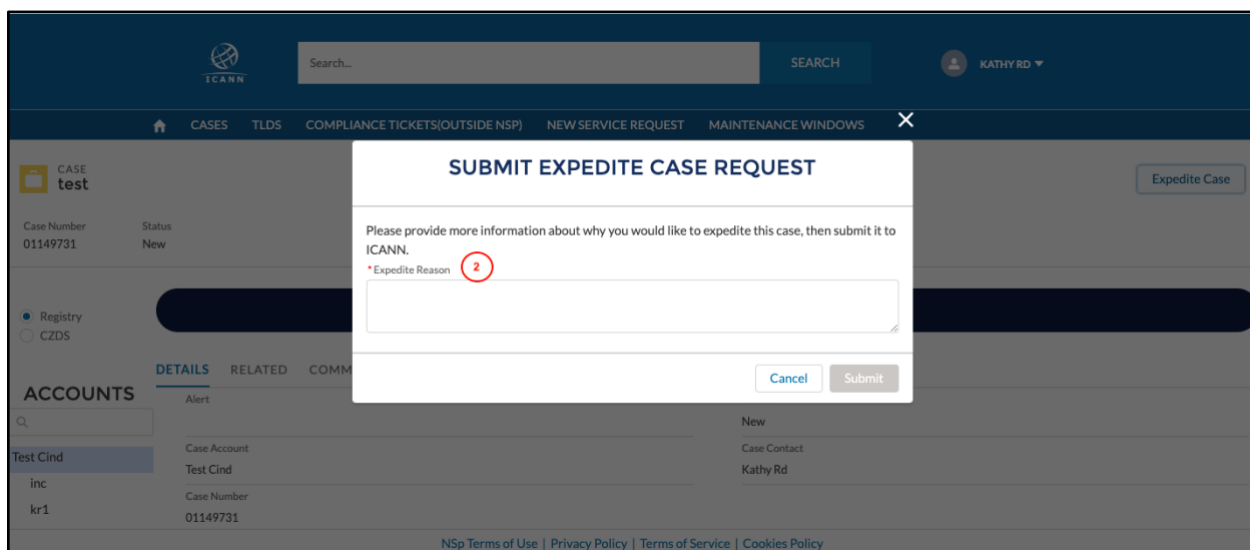 ICANN
Search...
SEARCH
KATHY RD
CASES TLDS COMPLIANCE TICKETS(OUTSIDE NSP) NEW SERVICE REQUEST MAINTENANCE WINDOWS
CASE
test
Expedite Case
Case Number Status
01149731 New
SUBMIT EXPEDITE CASE REQUEST
Please provide more information about why you would like to expedite this case, then submit it to
ICANN.
*Expedite Reason
2
Cancel Submit
Registry
CZDS
ACCOUNTS
Test Cind
inc
kr1
DETAILS RELATED COMM
Alert
New
Case Account Case Contact
Test Cind Kathy Rd
Case Number
01149731
NSp Terms of Use | Privacy Policy | Terms of Service | Cookies Policy